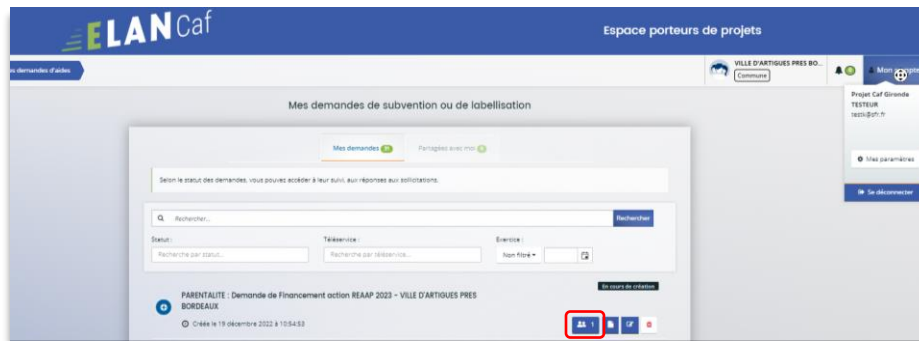 ELAN Caf
Espace porteurs de projets
os demandes d'aides
VILLE D'ARTIGUES PRES BO...
Commune
Mon compte
Projet Caf Gironde
TESTEUR
Mes paramètres
Se déconnecter
Mes demandes de subvention ou de labellisation
Mes demandes
Partagées avec moi
Selon le statut des demandes, vous pouvez accéder à leur suivi, aux réponses aux sollicitations.
Rechercher...
Rechercher
Statut :
Téléservice :
Exercice :
Recherche par statut...
Recherche par téléservice...
Non filtré
En cours de création
PARENTALITE : Demande de Financement action REAAP 2023 - VILLE D'ARTIGUES PRES
BORDEAUX
Créée le 19 décembre 2022 à 10:54:53
1